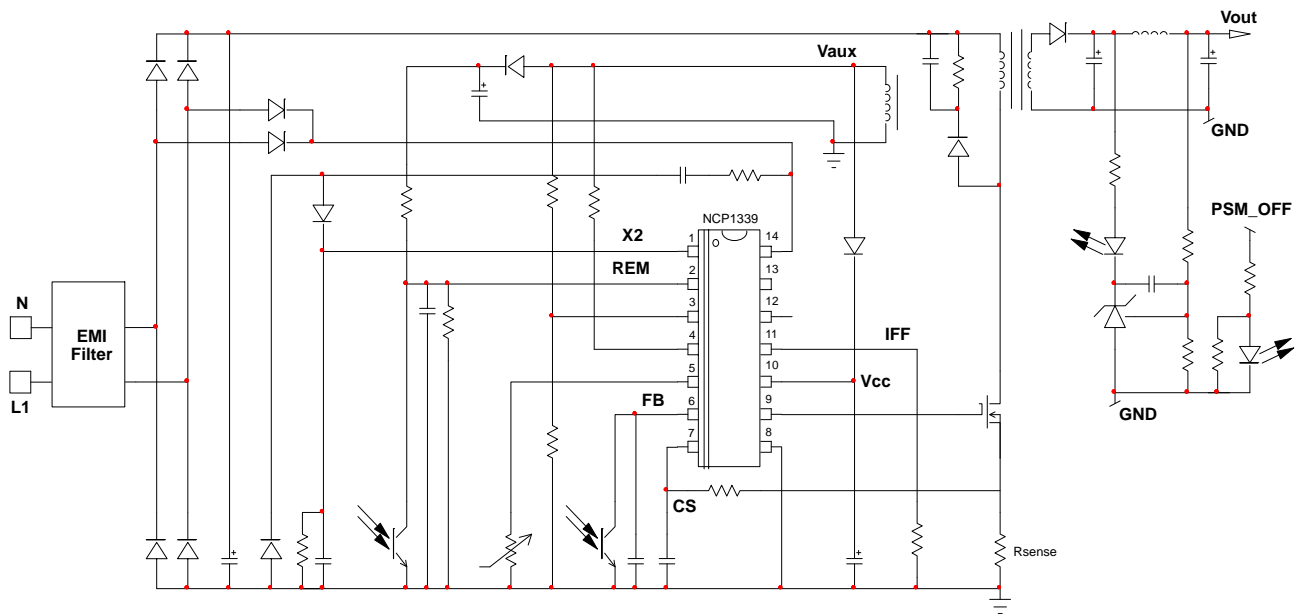 Vout
Vaux
GND
NCP1339
PSM_OFF
X2
1
14
REM
2
13
3
12
N
EMI
Filter
4
11
IFF
5
10
Vcc
L1
FB
6
9
GND
7
8
CS
Rsense